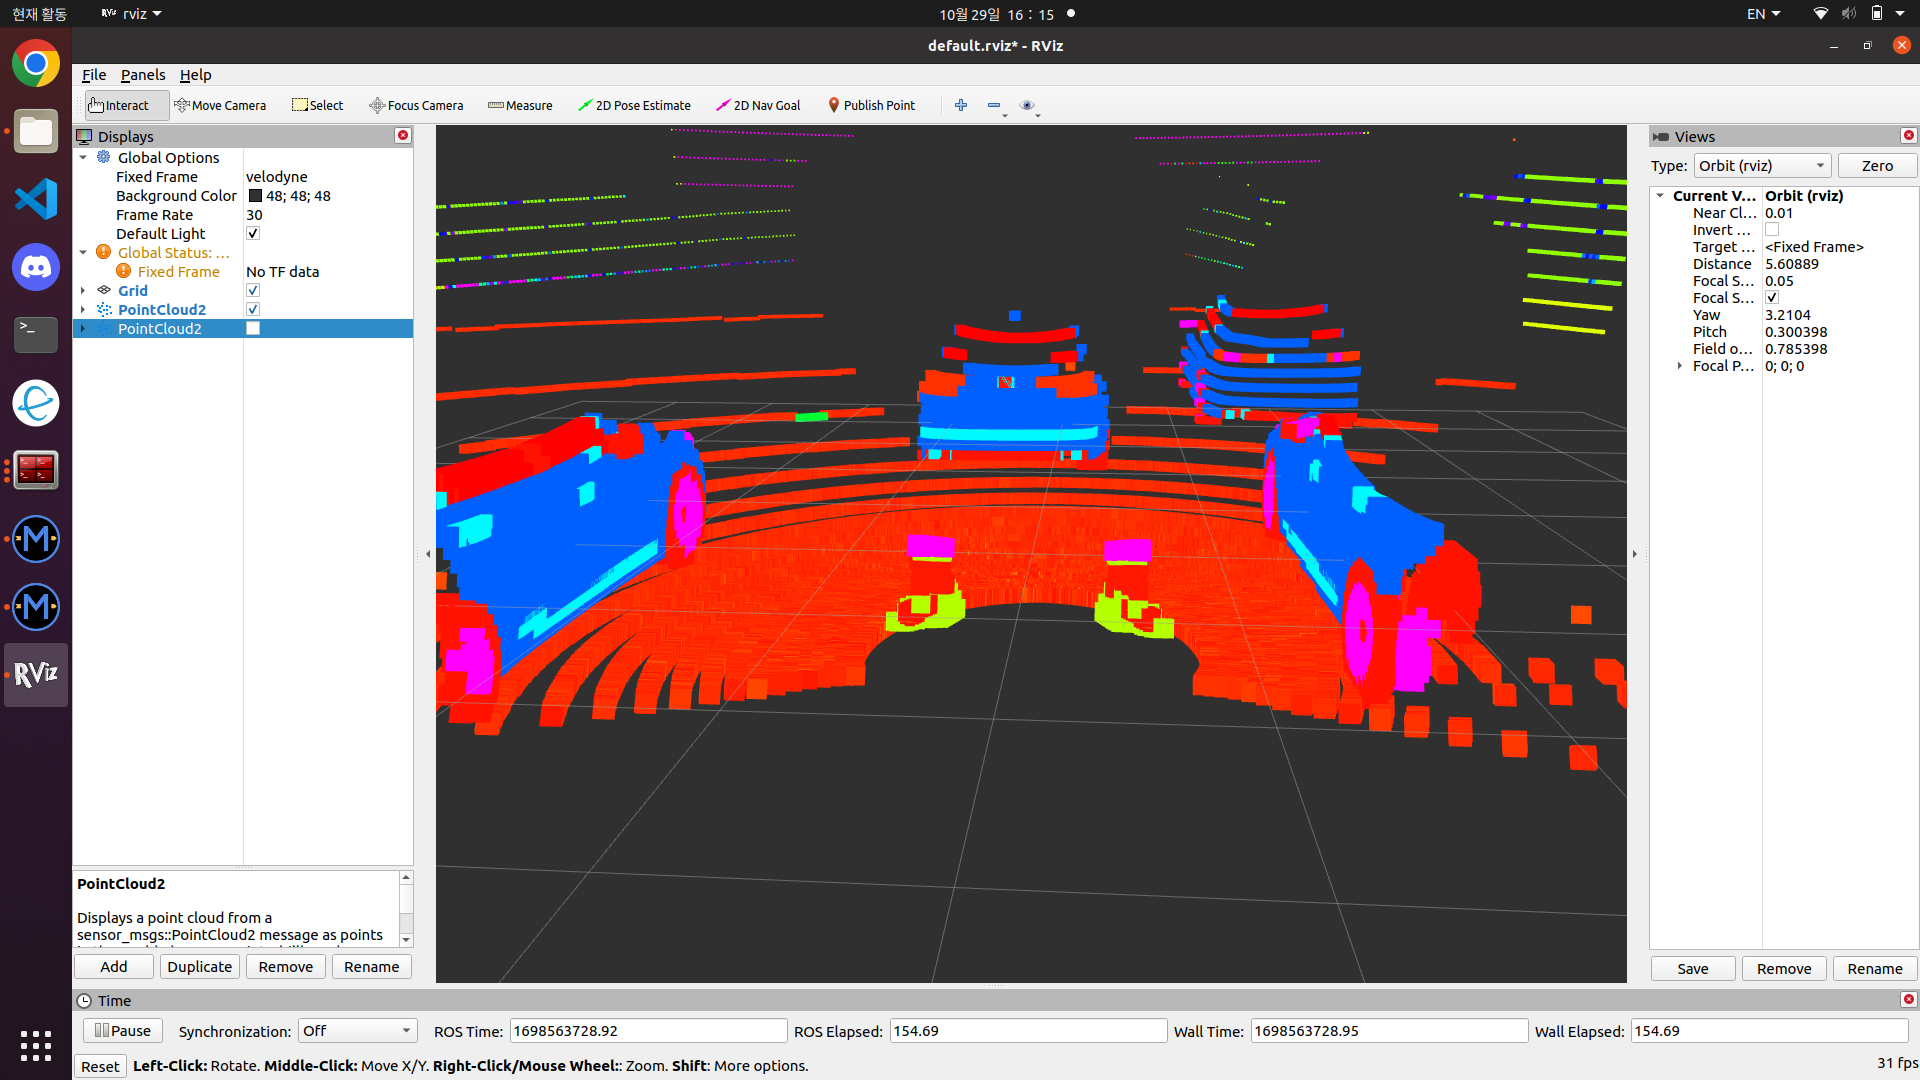 현재 활동
rviz
10월 29일 16 : 15
EN
default.rviz* - RViz
File Panels Help
Interact Move Camera Select Focus Camera Measure 2D Pose Estimate 2D Nav Goal Publish Point
Displays
Global Options
Fixed Frame velodyne
Background Color 48; 48; 48
Frame Rate 30
Default Light
Global Status: ...
Fixed Frame No TF data
Grid
PointCloud2
PointCloud2
PointCloud2
Displays a point cloud from a
sensor_msgs::PointCloud2 message as points
Add Duplicate Remove Rename
Views
Type: Orbit (rviz) Zero
Current V... Orbit (rviz)
Near Cl... 0.01
Invert ...
Target ... <Fixed Frame>
Distance 5.60889
Focal S... 0.05
Focal S...
Yaw 3.2104
Pitch 0.300398
Field o... 0.785398
Focal P... 0; 0; 0
Save Remove Rename
RViz
Time
Pause Synchronization: Off ROS Time: 1698563728.92 ROS Elapsed: 154.69 Wall Time: 1698563728.95 Wall Elapsed: 154.69
Reset Left-Click: Rotate. Middle-Click: Move X/Y. Right-Click/Mouse Wheel:: Zoom. Shift: More options. 31 fps